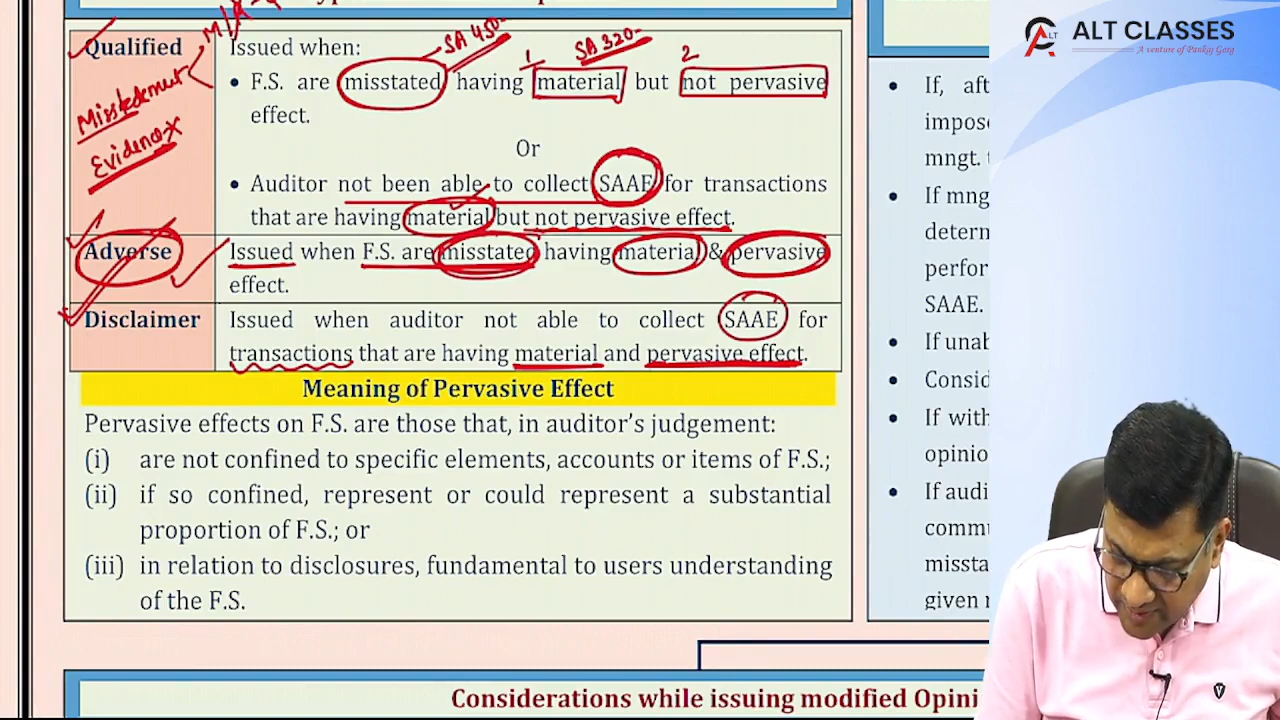 ALT CLASSES
A venture of Pankaj Garg
Qualified
Misstatement
Evidence x
Issued when:
SA 450
SA 320
1
2
• F.S. are misstated having material but not pervasive
effect.
Or
• Auditor not been able to collect SAAE for transactions
that are having material but not pervasive effect.
Adverse
Issued when F.S. are misstated having material & pervasive
effect.
Disclaimer
Issued when auditor not able to collect SAAE for
transactions that are having material and pervasive effect.
Meaning of Pervasive Effect
Pervasive effects on F.S. are those that, in auditor's judgement:
(i) are not confined to specific elements, accounts or items of F.S.;
(ii) if so confined, represent or could represent a substantial
proportion of F.S.; or
(iii) in relation to disclosures, fundamental to users understanding
of the F.S.
• If, aft
impose
mngt. t
• If mng
determ
perfor
SAAE.
• If unab
• Consid
• If with
opinio
• If audi
commu
missta
given
Considerations while issuing modified Opini